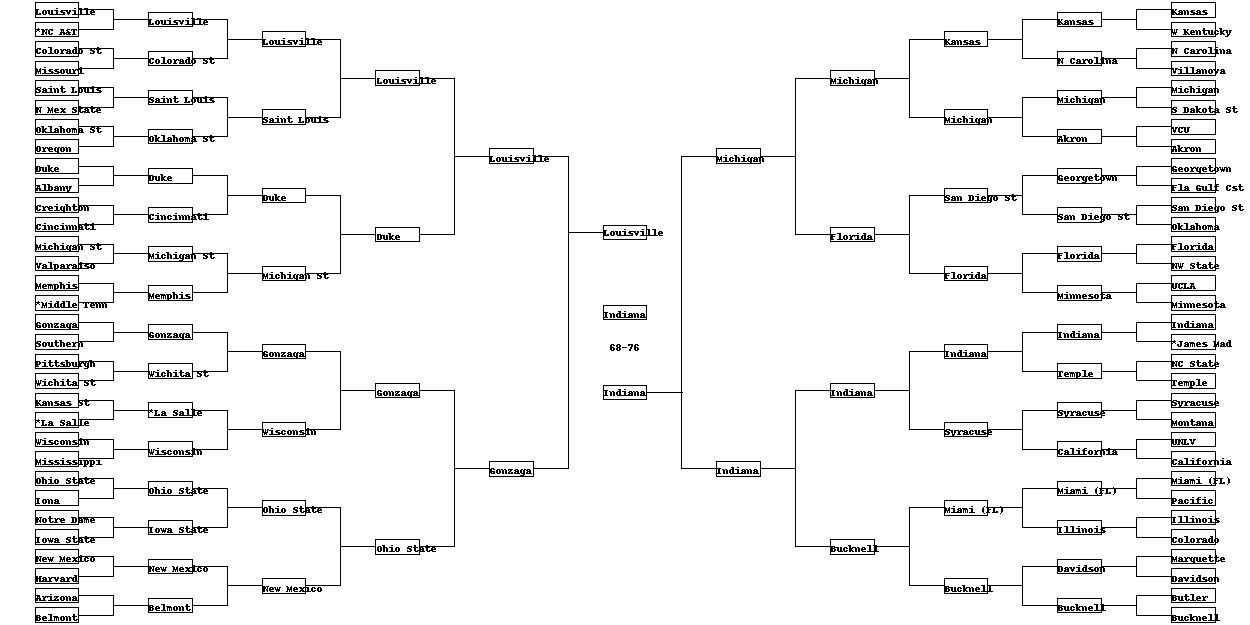 Louisville
*NC A&T
Colorado St
Missouri
Saint Louis
N Mex State
Oklahoma St
Oregon
Duke
Albany
Creighton
Cincinnati
Michigan St
Valparaiso
Memphis
*Middle Tenn
Gonzaga
Southern
Pittsburgh
Wichita St
Kansas St
*La Salle
Wisconsin
Mississippi
Ohio State
Iona
Notre Dame
Iowa State
New Mexico
Harvard
Arizona
Belmont
Louisville
Colorado St
Saint Louis
Oklahoma St
Duke
Cincinnati
Michigan St
Memphis
Gonzaga
Wichita St
*La Salle
Wisconsin
Ohio State
Iowa State
New Mexico
Belmont
Louisville
Saint Louis
Duke
Michigan St
Gonzaga
Wisconsin
Ohio State
New Mexico
Louisville
Duke
Gonzaga
Ohio State
Louisville
Gonzaga
Louisville
Indiana
68-76
Indiana
Michigan
Indiana
Michigan
Florida
Indiana
Bucknell
Kansas
Michigan
San Diego St
Florida
Indiana
Syracuse
Miami (FL)
Bucknell
Kansas
N Carolina
Michigan
Akron
Georgetown
San Diego St
Florida
Minnesota
Indiana
Temple
Syracuse
California
Miami (FL)
Illinois
Davidson
Bucknell
Kansas
W Kentucky
N Carolina
Villanova
Michigan
S Dakota St
VCU
Akron
Georgetown
Fla Gulf Cst
San Diego St
Oklahoma
Florida
NW State
UCLA
Minnesota
Indiana
*James Mad
NC State
Temple
Syracuse
Montana
UNLV
California
Miami (FL)
Pacific
Illinois
Colorado
Marquette
Davidson
Butler
Bucknell